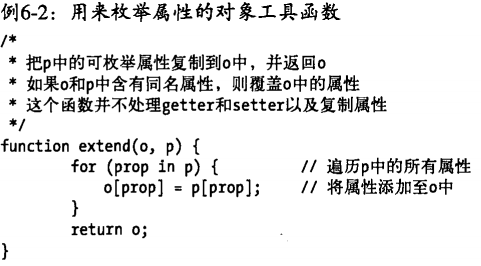 例6-2：用来枚举属性的对象工具函数
/*
 * 把p中的可枚举属性复制到o中，并返回o
 * 如果o和p中含有同名属性，则覆盖o中的属性
 * 这个函数并不处理getter和setter以及复制属性
 */
function extend(o, p) {
        for (prop in p) {          // 遍历p中的所有属性
            o[prop] = p[prop];     // 将属性添加至o中
        }
        return o;
}